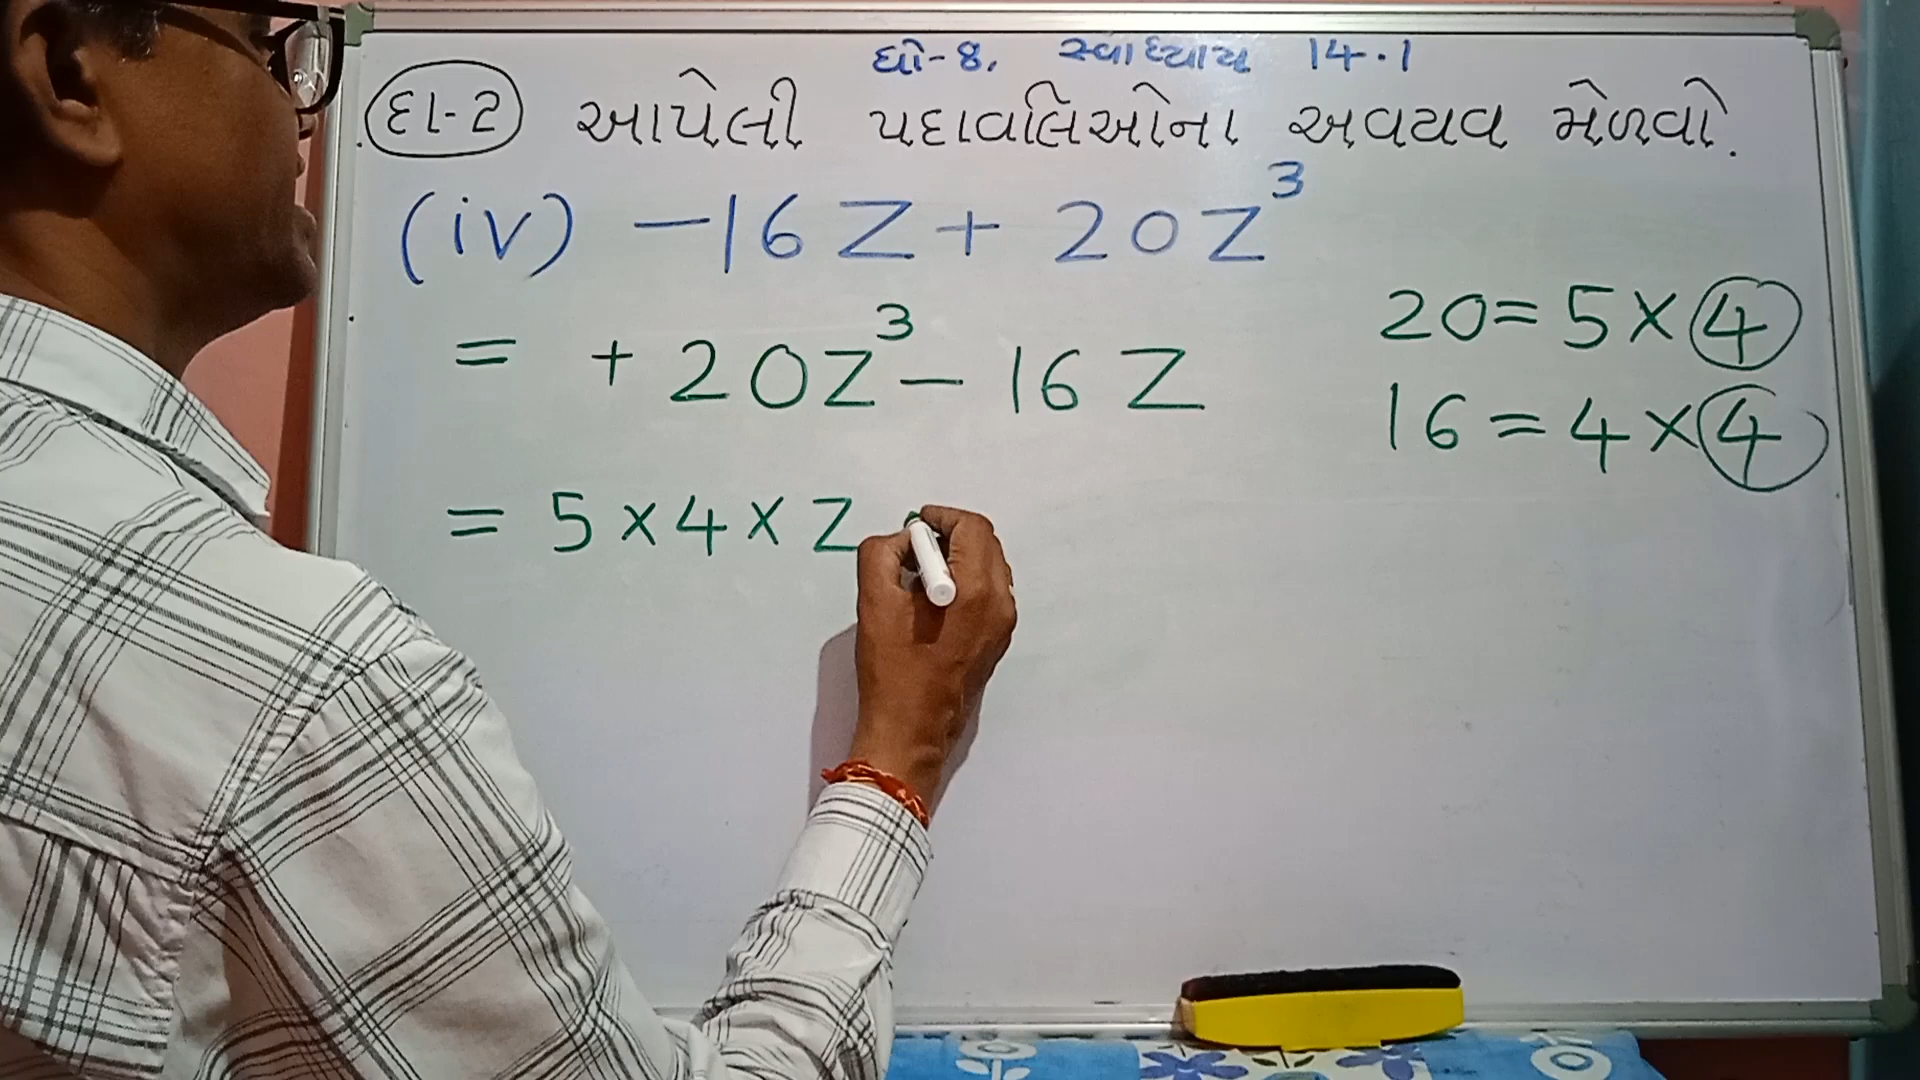 ધો-8. સ્વાધ્યાય 14.1
દા-2 આપેલી પદાવલિઓના અવયવ મેળવો.
(iv) -16Z + 20Z³
= + 20Z³ - 16Z
20 = 5 × 4
16 = 4 × 4
= 5 × 4 × Z